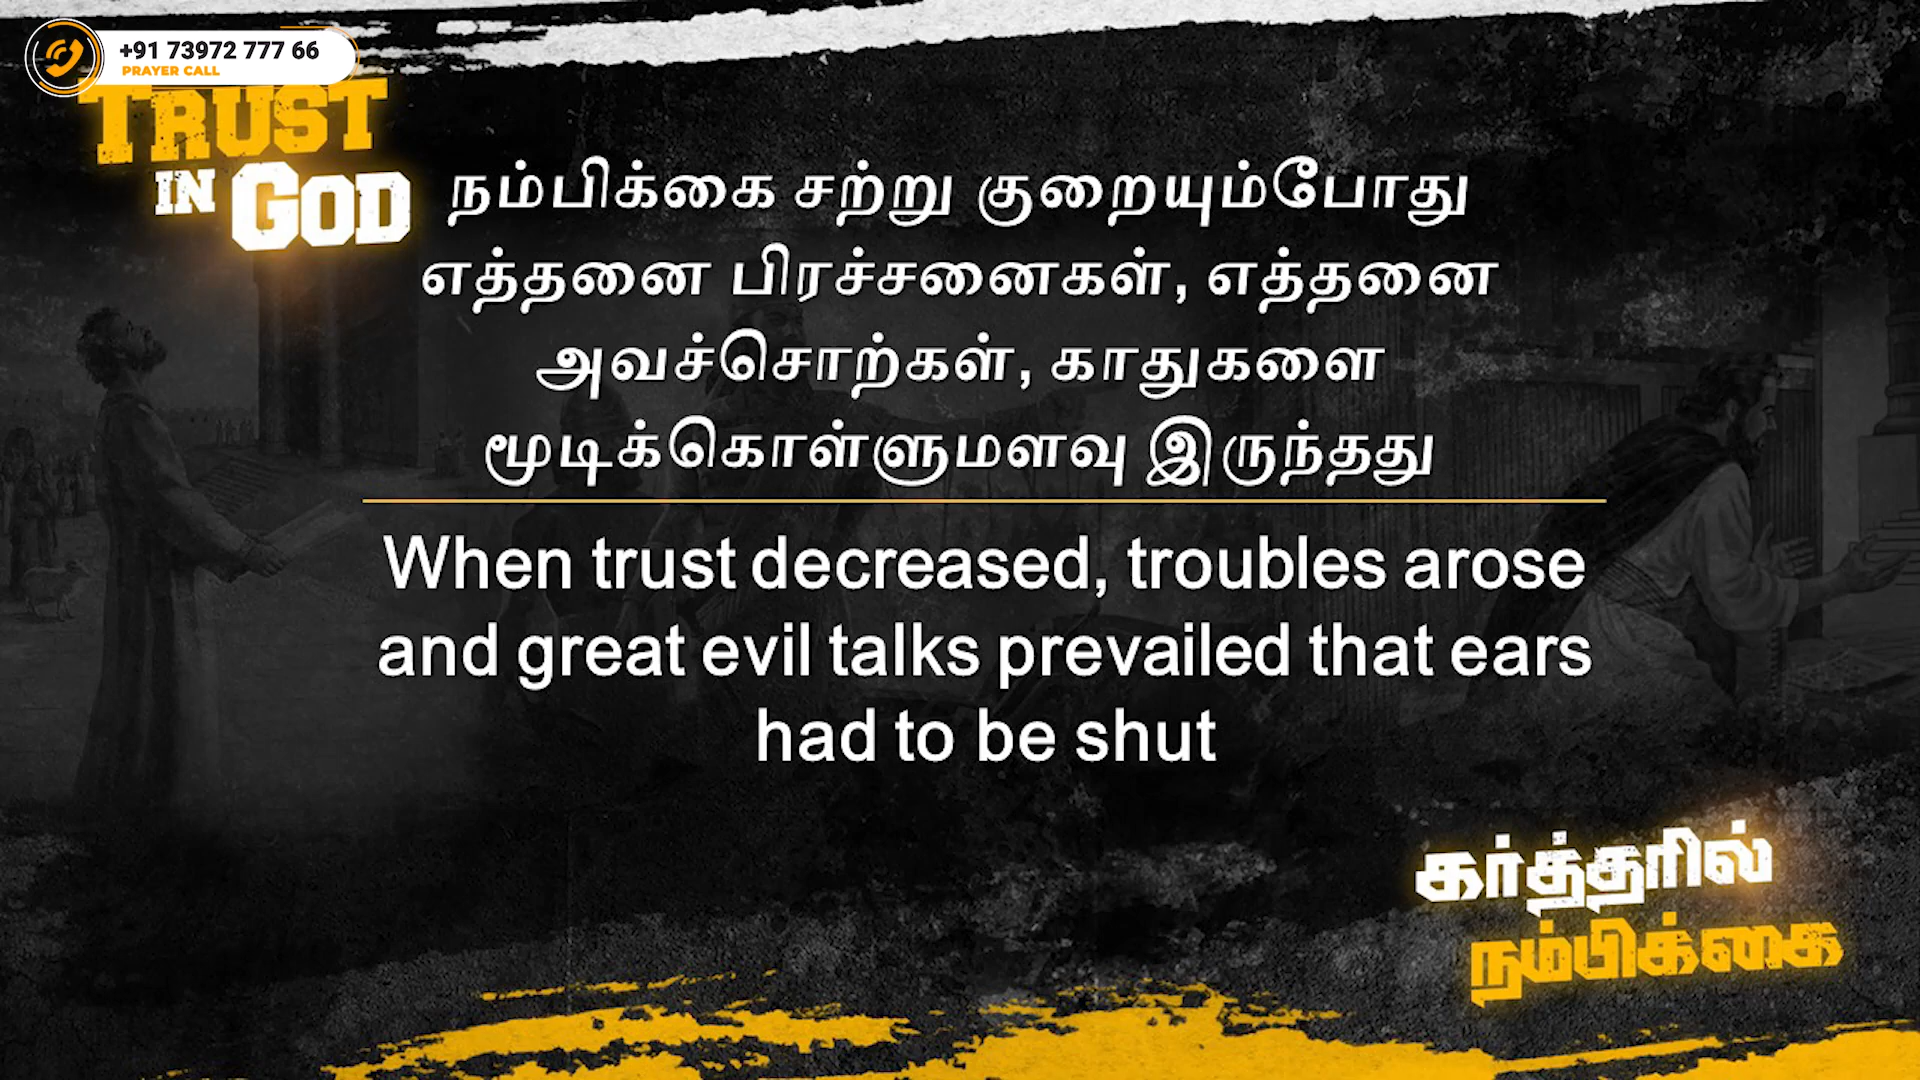 +91 73972 777 66
PRAYER CALL
TRUST
IN GOD
நம்பிக்கை சற்று குறையும்போது
எத்தனை பிரச்சனைகள், எத்தனை
அவச்சொற்கள், காதுகளை
மூடிக்கொள்ளுமளவு இருந்தது
When trust decreased, troubles arose
and great evil talks prevailed that ears
had to be shut
கர்த்தரில்
நம்பிக்கை